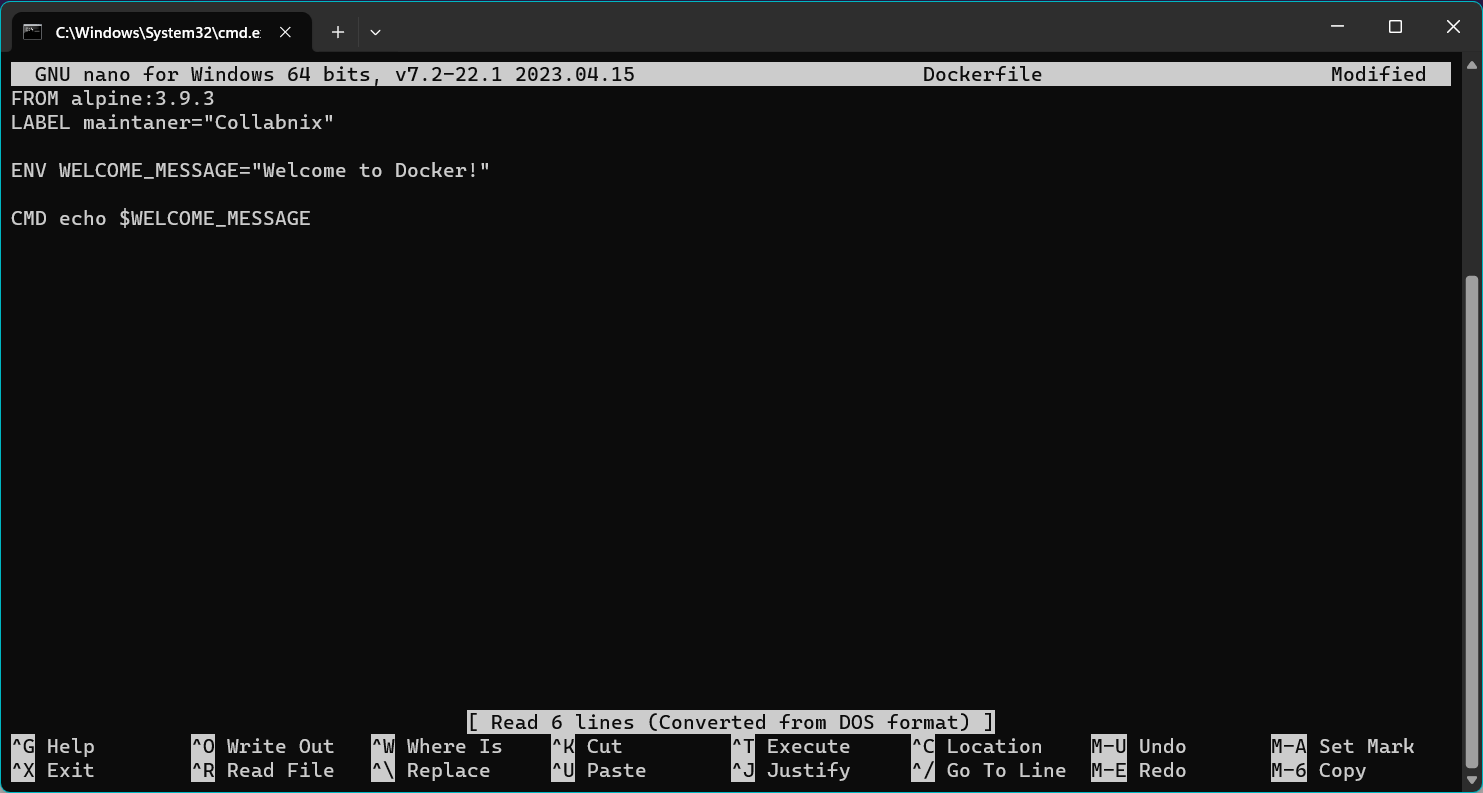 C:\Windows\System32\cmd.e
GNU nano for Windows 64 bits, v7.2-22.1 2023.04.15 Dockerfile Modified
FROM alpine:3.9.3
LABEL maintaner="Collabnix"
ENV WELCOME_MESSAGE="Welcome to Docker!"
CMD echo $WELCOME_MESSAGE
[ Read 6 lines (Converted from DOS format) ]
^G Help ^O Write Out ^W Where Is ^K Cut ^T Execute ^C Location M-U Undo M-A Set Mark
^X Exit ^R Read File ^\ Replace ^U Paste ^J Justify ^/ Go To Line M-E Redo M-6 Copy